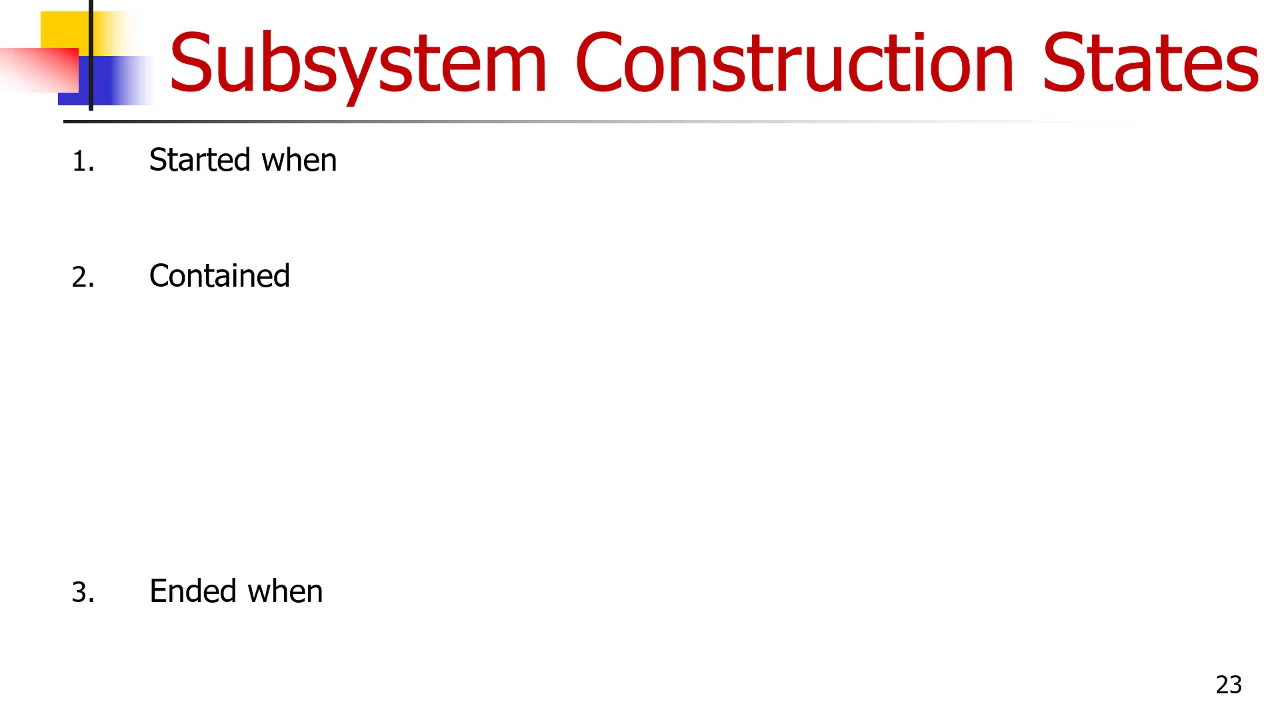 Subsystem Construction States
1. Started when
2. Contained
3. Ended when
23